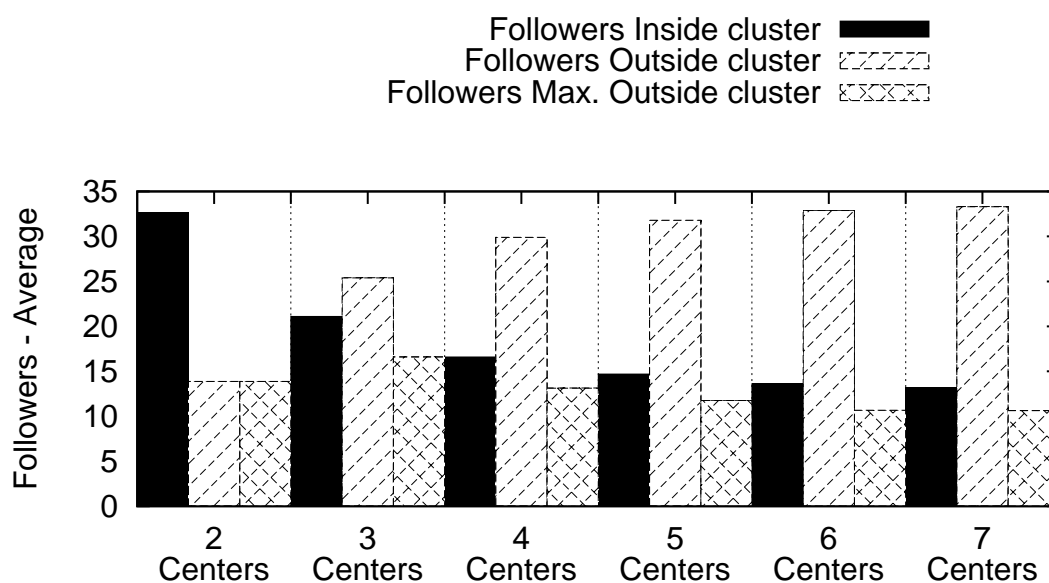 Followers Inside cluster
Followers Outside cluster
Followers Max. Outside cluster
Followers - Average
35
30
25
20
15
10
5
0
2 3 4 5 6 7
Centers Centers Centers Centers Centers Centers